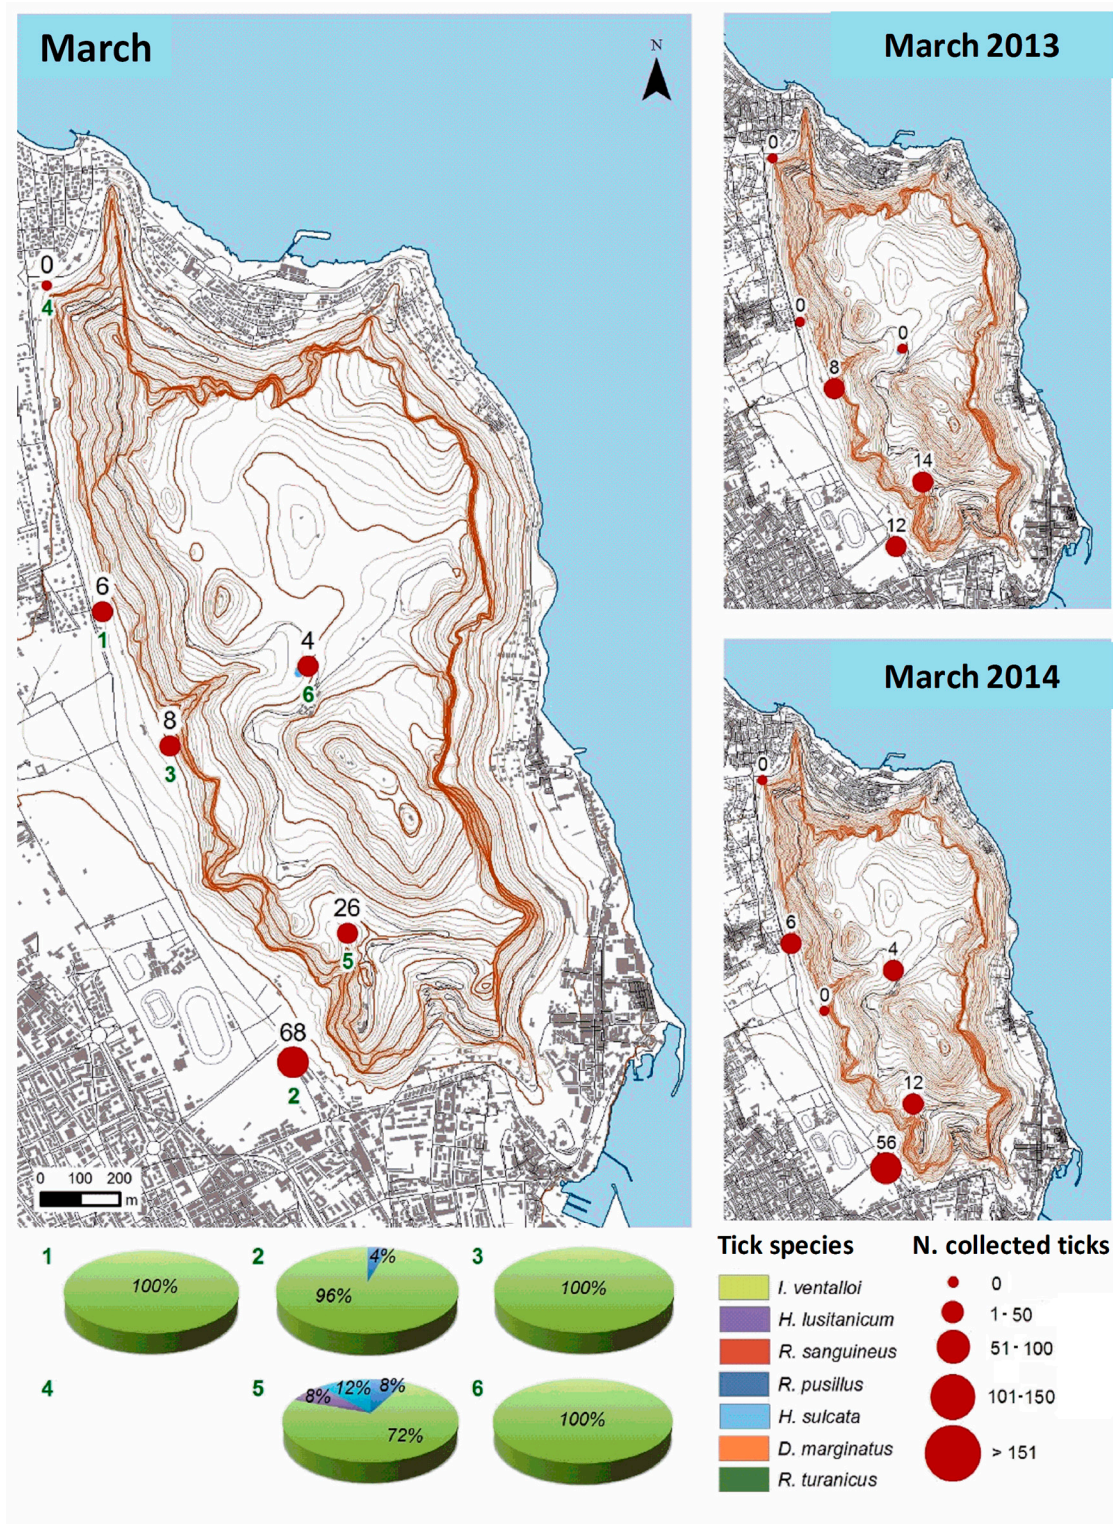 March
N
0
4
6
1
4
6
8
3
26
5
68
2
0 100 200
m
March 2013
0
0
0
8
14
12
March 2014
0
6
4
0
12
56
1
100%
2
4%
96%
3
100%
4
5
8%
12%
8%
72%
6
100%
Tick species
I. ventalloi
H. lusitanicum
R. sanguineus
R. pusillus
H. sulcata
D. marginatus
R. turanicus
N. collected ticks
0
1 - 50
51 - 100
101-150
> 151